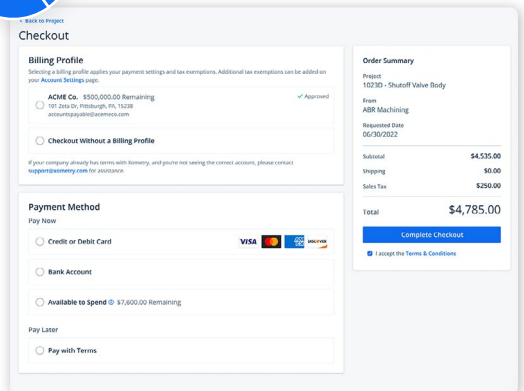 Back to Project
Checkout
Billing Profile
Selecting a billing profile applies your payment settings and tax exemptions. Additional tax exemptions can be added on
your Account Settings page.
ACME Co. $500,000.00 Remaining
Approved
191 Zeta Dr, Pittsburgh, PA, 15238
accountspayable@acemeco.com
Checkout Without a Billing Profile
If your company already has terms with Xometry, and you're not seeing the correct account, please contact
support@xometry.com for assistance.
Payment Method
Pay Now
Credit or Debit Card
VISA
AMEX
DISCOVER
Bank Account
Available to Spend $7,600.00 Remaining
Pay Later
Pay with Terms
Order Summary
Project
1023D - Shutoff Valve Body
From
ABR Machining
Requested Date
06/30/2022
Subtotal $4,535.00
Shipping $0.00
Sales Tax $250.00
Total $4,785.00
Complete Checkout
I accept the Terms & Conditions